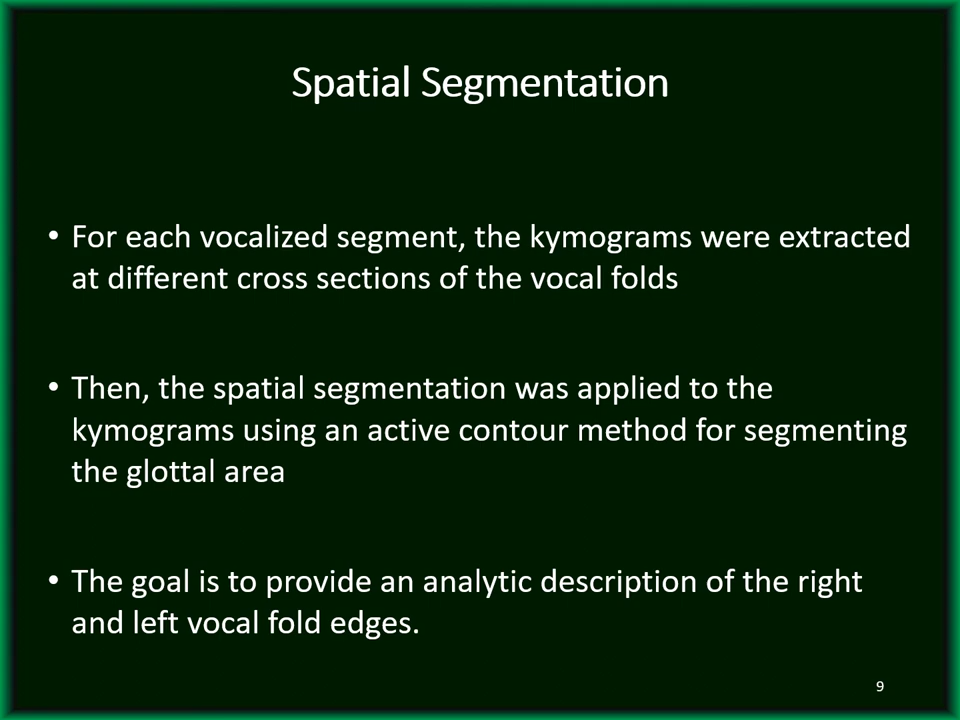 Spatial Segmentation
• For each vocalized segment, the kymograms were extracted
at different cross sections of the vocal folds
• Then, the spatial segmentation was applied to the
kymograms using an active contour method for segmenting
the glottal area
• The goal is to provide an analytic description of the right
and left vocal fold edges.
9